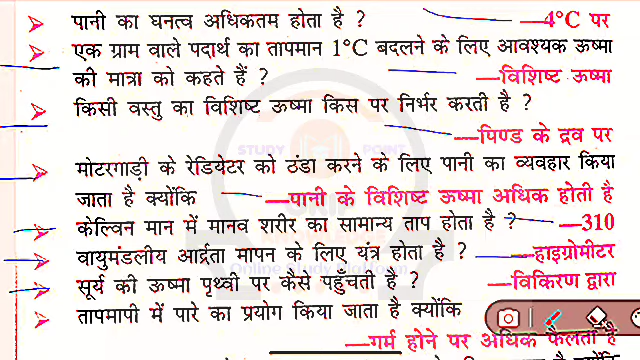 पानी का घनत्व अधिकतम होता है ? —4°C पर
एक ग्राम वाले पदार्थ का तापमान 1°C बदलने के लिए आवश्यक ऊष्मा
की मात्रा को कहते हैं ? —विशिष्ट ऊष्मा
किसी वस्तु का विशिष्ट ऊष्मा किस पर निर्भर करती है ?
—पिण्ड के द्रव पर
मोटरगाड़ी के रेडियेटर को ठंडा करने के लिए पानी का व्यवहार किया
जाता है क्योंकि —पानी के विशिष्ट ऊष्मा अधिक होती है
केल्विन मान में मानव शरीर का सामान्य ताप होता है ? —310
वायुमंडलीय आर्द्रता मापन के लिए यंत्र होता है ? —हाइग्रोमीटर
सूर्य की ऊष्मा पृथ्वी पर कैसे पहुँचती है ? —विकिरण द्वारा
तापमापी में पारे का प्रयोग किया जाता है क्योंकि
—गर्म होने पर अधिक फैलता है
STUDY POINT